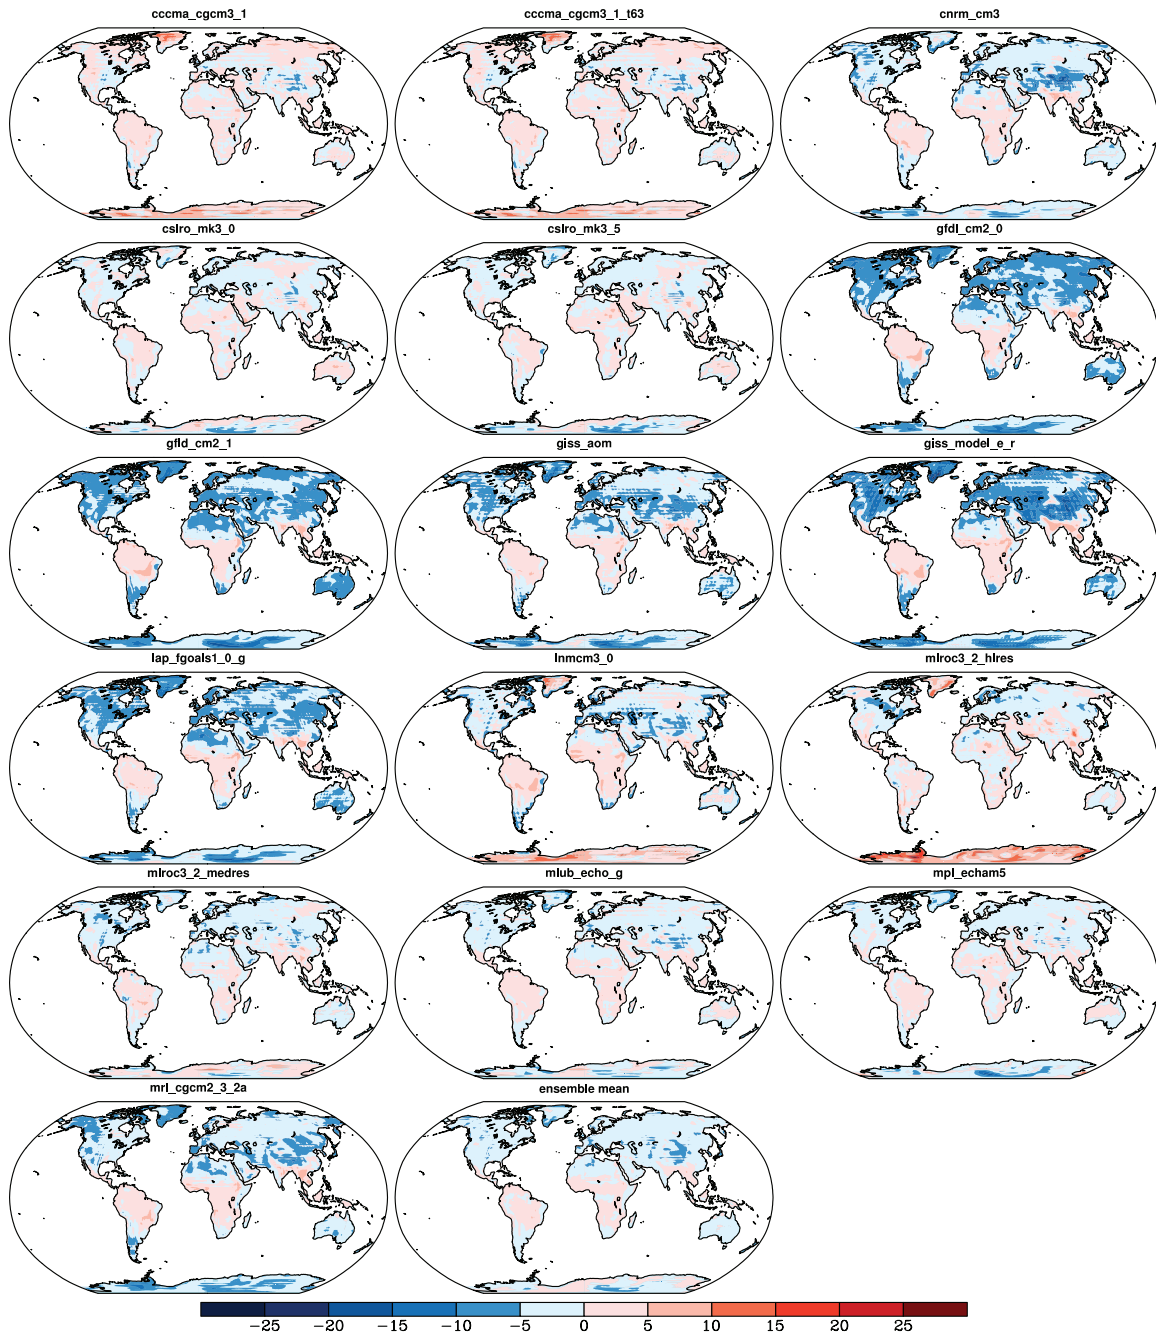 cccma_cgcm3_1 cccma_cgcm3_1_t63 cnrm_cm3
csiro_mk3_0 csiro_mk3_5 gfdl_cm2_0
gfld_cm2_1 giss_aom giss_model_e_r
iap_fgoals1_0_g inmcm3_0 miroc3_2_hires
miroc3_2_medres miub_echo_g mpi_echam5
mri_cgcm2_3_2a ensemble mean
-25 -20 -15 -10 -5 0 5 10 15 20 25